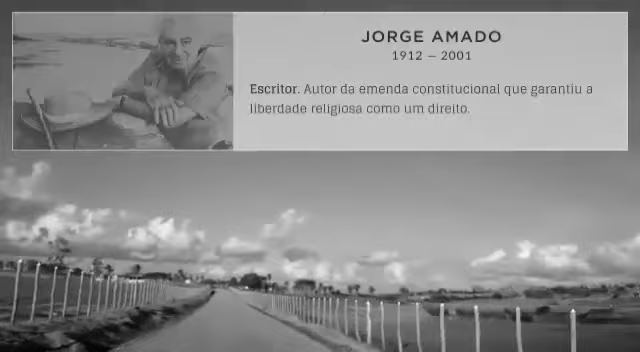 JORGE AMADO
1912 – 2001
Escritor. Autor da emenda constitucional que garantiu a
liberdade religiosa como um direito.